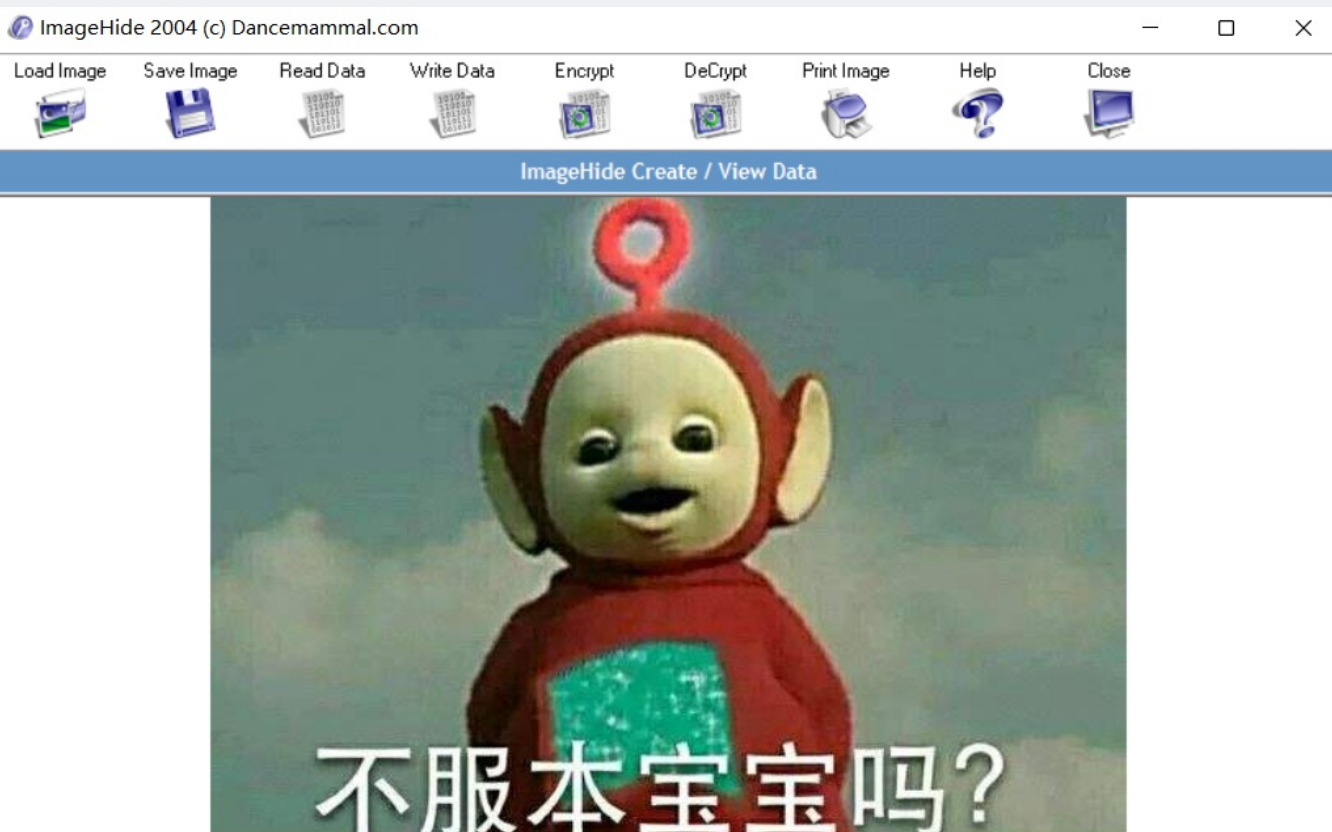 ImageHide 2004 (c) Dancemammal.com
Load Image Save Image Read Data Write Data Encrypt DeCrypt Print Image Help Close
ImageHide Create / View Data
不服本宝宝吗?